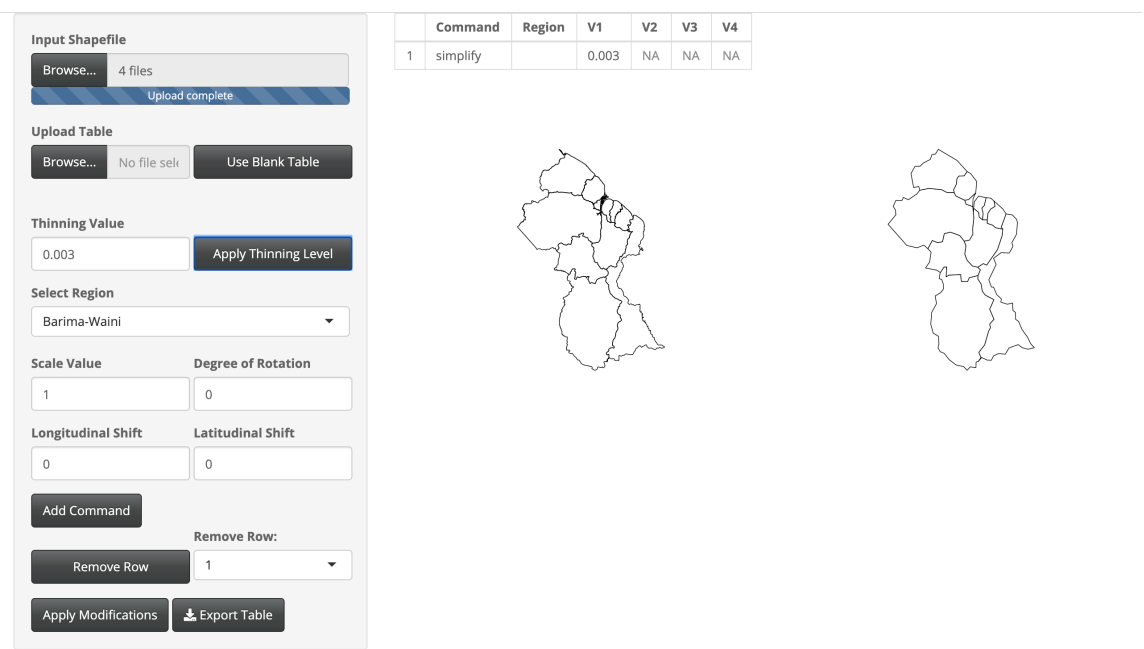 Input Shapefile
Browse... 4 files
Upload complete
Upload Table
Browse... No file sele Use Blank Table
Thinning Value
0.003 Apply Thinning Level
Select Region
Barima-Waini
Scale Value Degree of Rotation
1 0
Longitudinal Shift Latitudinal Shift
0 0
Add Command
Remove Row:
Remove Row 1
Apply Modifications Export Table
Command Region V1 V2 V3 V4
1 simplify 0.003 NA NA NA